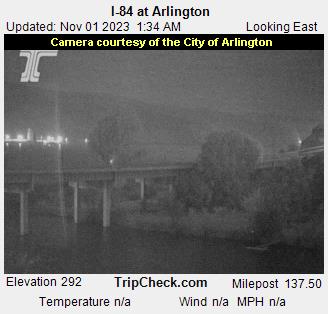 I-84 at Arlington
Updated: Nov 01 2023 1:34 AM Looking East
Camera courtesy of the City of Arlington
Elevation 292 TripCheck.com Milepost 137.50
Temperature n/a Wind n/a MPH n/a